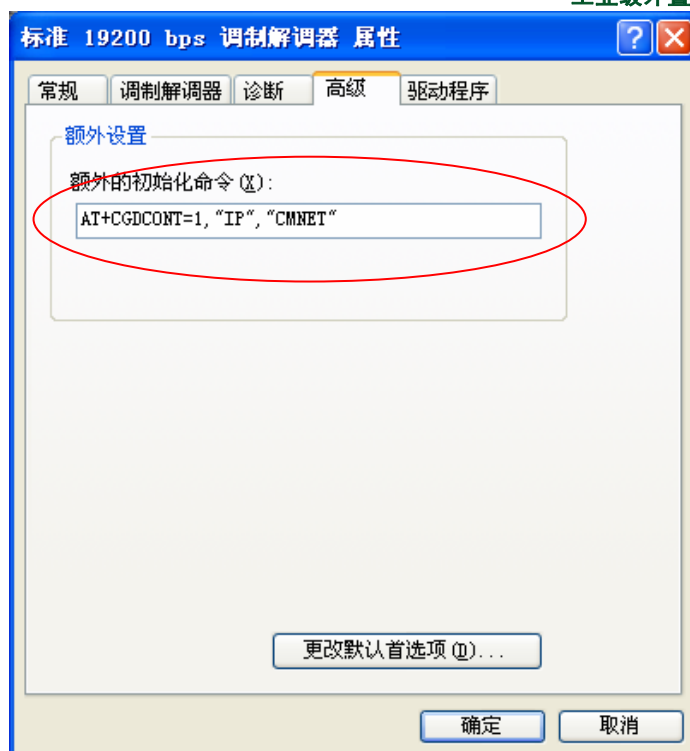 标准 19200 bps 调制解调器 属性
常规 调制解调器 诊断 高级 驱动程序
额外设置
额外的初始化命令(X):
AT+CGDCONT=1,"IP","CMNET"
更改默认首选项(D)...
确定 取消